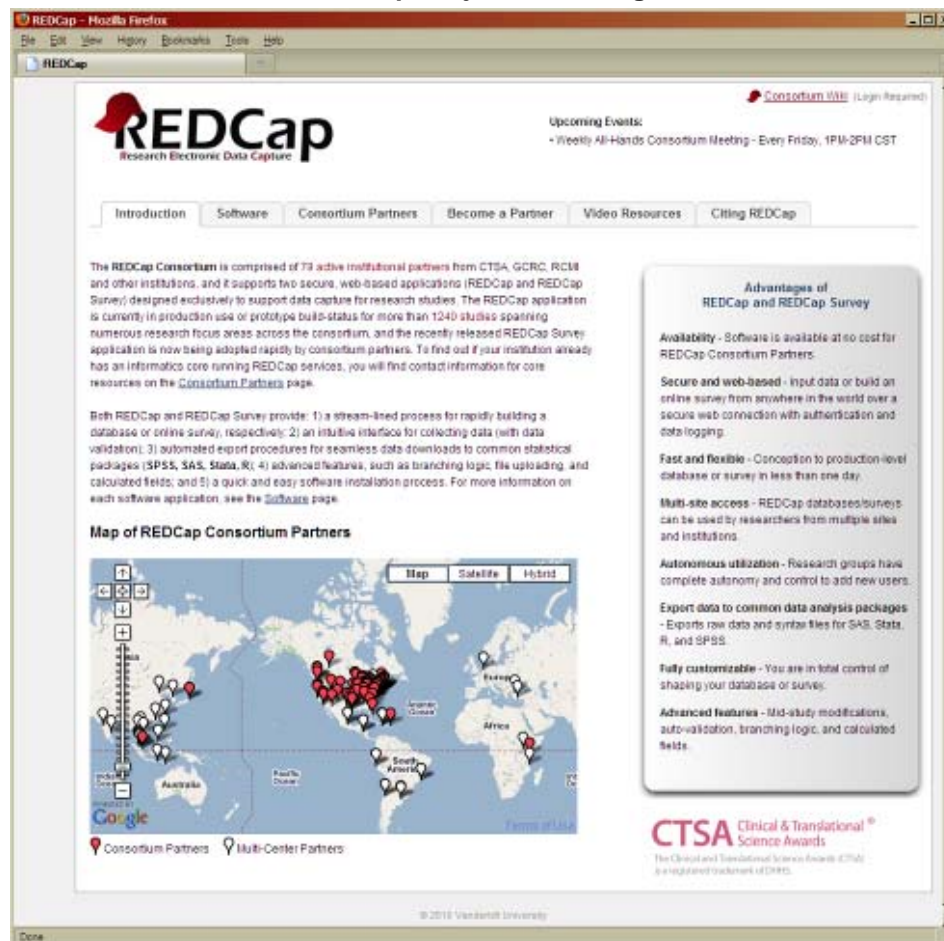 REDCap - Mozilla Firefox
File Edit View History Bookmarks Tools Help
REDCap
Consortium Wiki (Login Required)
REDCap
Research Electronic Data Capture
Upcoming Events:
• Weekly All-Hands Consortium Meeting - Every Friday, 1PM-2PM CST
Introduction Software Consortium Partners Become a Partner Video Resources Citing REDCap
The REDCap Consortium is comprised of 79 active institutional partners from CTSA, GCRC, RCMI
and other institutions, and it supports two secure, web-based applications (REDCap and REDCap
Survey) designed exclusively to support data capture for research studies. The REDCap application
is currently in production use or prototype build-status for more than 1240 studies spanning
numerous research focus areas across the consortium, and the recently released REDCap Survey
application is now being adopted rapidly by consortium partners. To find out if your institution already
has an informatics core running REDCap services, you will find contact information for core
resources on the Consortium Partners page.
Both REDCap and REDCap Survey provide: 1) a stream-lined process for rapidly building a
database or online survey, respectively; 2) an intuitive interface for collecting data (with data
validation); 3) automated export procedures for seamless data downloads to common statistical
packages (SPSS, SAS, Stata, R); 4) advanced features, such as branching logic, file uploading, and
calculated fields; and 5) a quick and easy software installation process. For more information on
each software application, see the Software page.
Map of REDCap Consortium Partners
Map Satellite Hybrid
Europe
Atlantic
Ocean
Africa
South
America
Pacific
Ocean
Australia
Google
Terms of Use
Consortium Partners Multi-Center Partners
Advantages of
REDCap and REDCap Survey
Availability - Software is available at no cost for
REDCap Consortium Partners.
Secure and web-based - Input data or build an
online survey from anywhere in the world over a
secure web connection with authentication and
data logging.
Fast and flexible - Conception to production-level
database or survey in less than one day.
Multi-site access - REDCap databases/surveys
can be used by researchers from multiple sites
and institutions.
Autonomous utilization - Research groups have
complete autonomy and control to add new users.
Export data to common data analysis packages
- Exports raw data and syntax files for SAS, Stata,
R, and SPSS.
Fully customizable - You are in total control of
shaping your database or survey.
Advanced features - Mid-study modifications,
auto-validation, branching logic, and calculated
fields.
CTSA Clinical & Translational ®
Science Awards
The Clinical and Translational Science Awards (CTSA)
is a registered trademark of DHHS.
© 2010 Vanderbilt University
Done